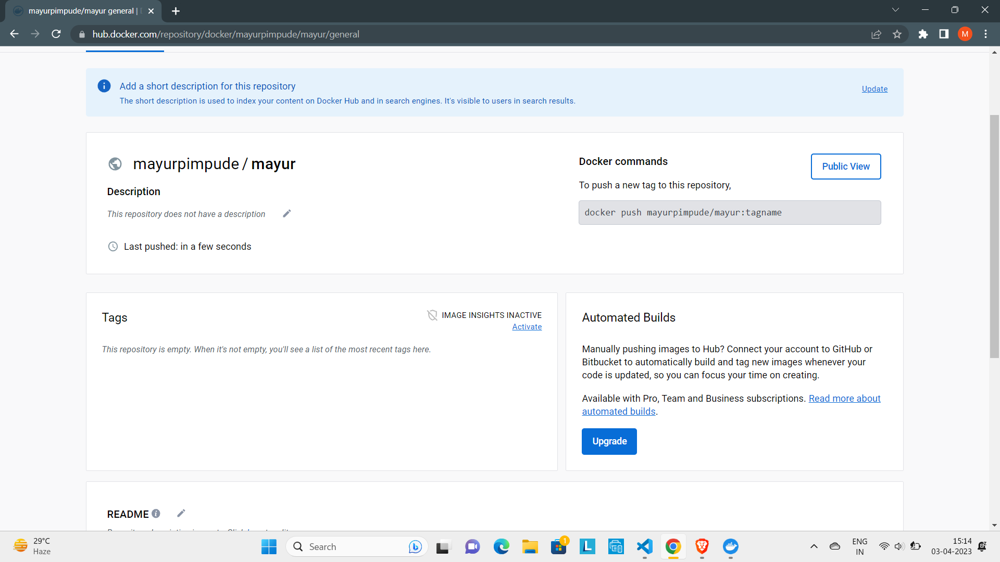 mayurpimpude/mayur general |
hub.docker.com/repository/docker/mayurpimpude/mayur/general
M
Add a short description for this repository
The short description is used to index your content on Docker Hub and in search engines. It's visible to users in search results.
Update
mayurpimpude / mayur
Description
This repository does not have a description
Last pushed: in a few seconds
Docker commands
Public View
To push a new tag to this repository,
docker push mayurpimpude/mayur:tagname
Tags
IMAGE INSIGHTS INACTIVE
Activate
This repository is empty. When it's not empty, you'll see a list of the most recent tags here.
Automated Builds
Manually pushing images to Hub? Connect your account to GitHub or
Bitbucket to automatically build and tag new images whenever your
code is updated, so you can focus your time on creating.
Available with Pro, Team and Business subscriptions. Read more about
automated builds.
Upgrade
README
29°C
Haze
Search
1
L
ENG
IN
15:14
03-04-2023